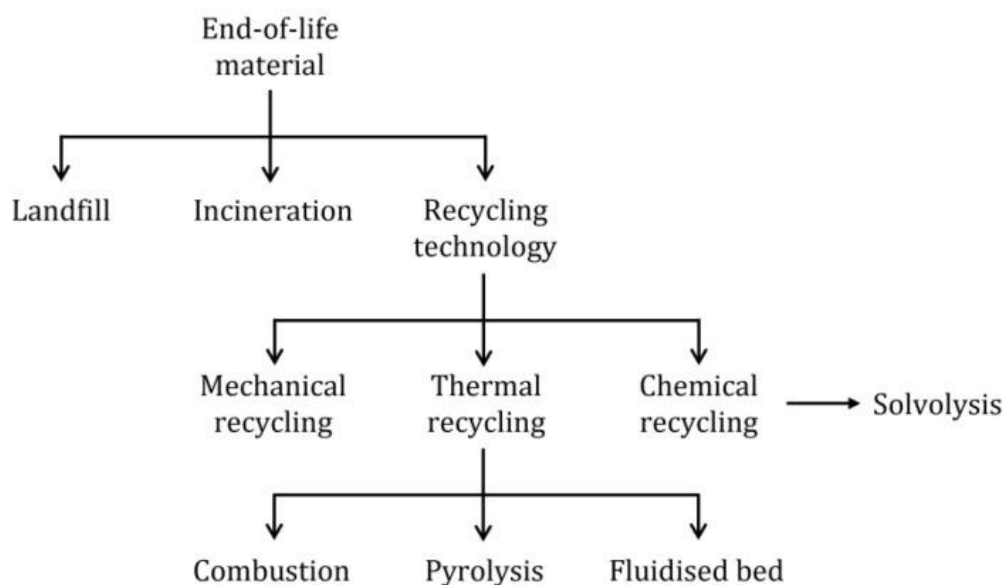 End-of-life
material
Landfill
Incineration
Recycling
technology
Mechanical
recycling
Thermal
recycling
Chemical
recycling
Solvolysis
Combustion
Pyrolysis
Fluidised bed